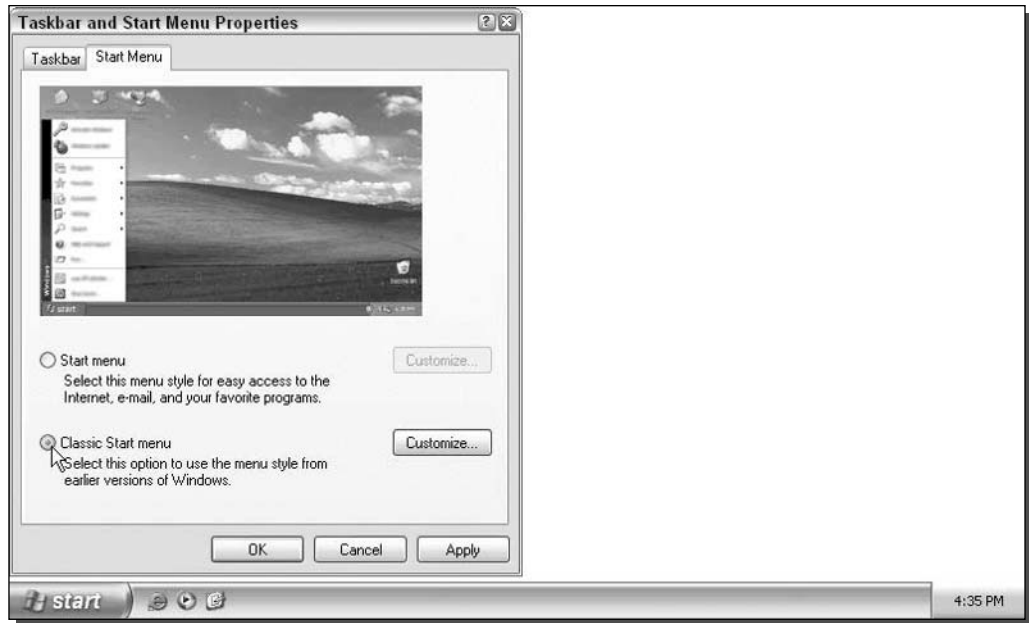 Taskbar and Start Menu Properties
Taskbar Start Menu
start
Start menu
Customize...
Select this menu style for easy access to the
Internet, e-mail, and your favorite programs.
Classic Start menu
Customize...
Select this option to use the menu style from
earlier versions of Windows.
OK Cancel Apply
start
4:35 PM